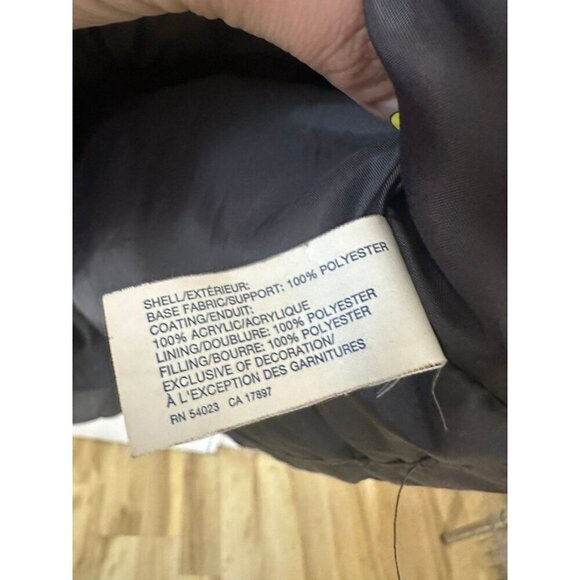 SHELL/EXTÉRIEUR:
BASE FABRIC/SUPPORT: 100% POLYESTER
COATING/ENDUIT:
100% ACRYLIC/ACRYLIQUE
LINING/DOUBLURE: 100% POLYESTER
FILLING/BOURRE: 100% POLYESTER
EXCLUSIVE OF DECORATION/
À L'EXCEPTION DES GARNITURES
RN 54023 CA 17897